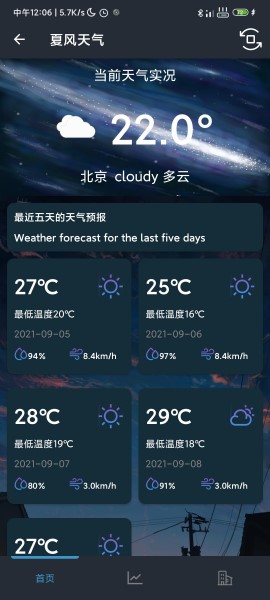 中午12:06 | 5.7K/s
夏风天气
当前天气实况
22.0°
北京 cloudy 多云
最近五天的天气预报
Weather forecast for the last five days
27℃ 25℃
最低温度20℃ 最低温度16℃
2021-09-05 2021-09-06
94% 8.4km/h 97% 8.4km/h
28℃ 29℃
最低温度19℃ 最低温度18℃
2021-09-07 2021-09-08
80% 3.0km/h 91% 3.0km/h
27℃
首页